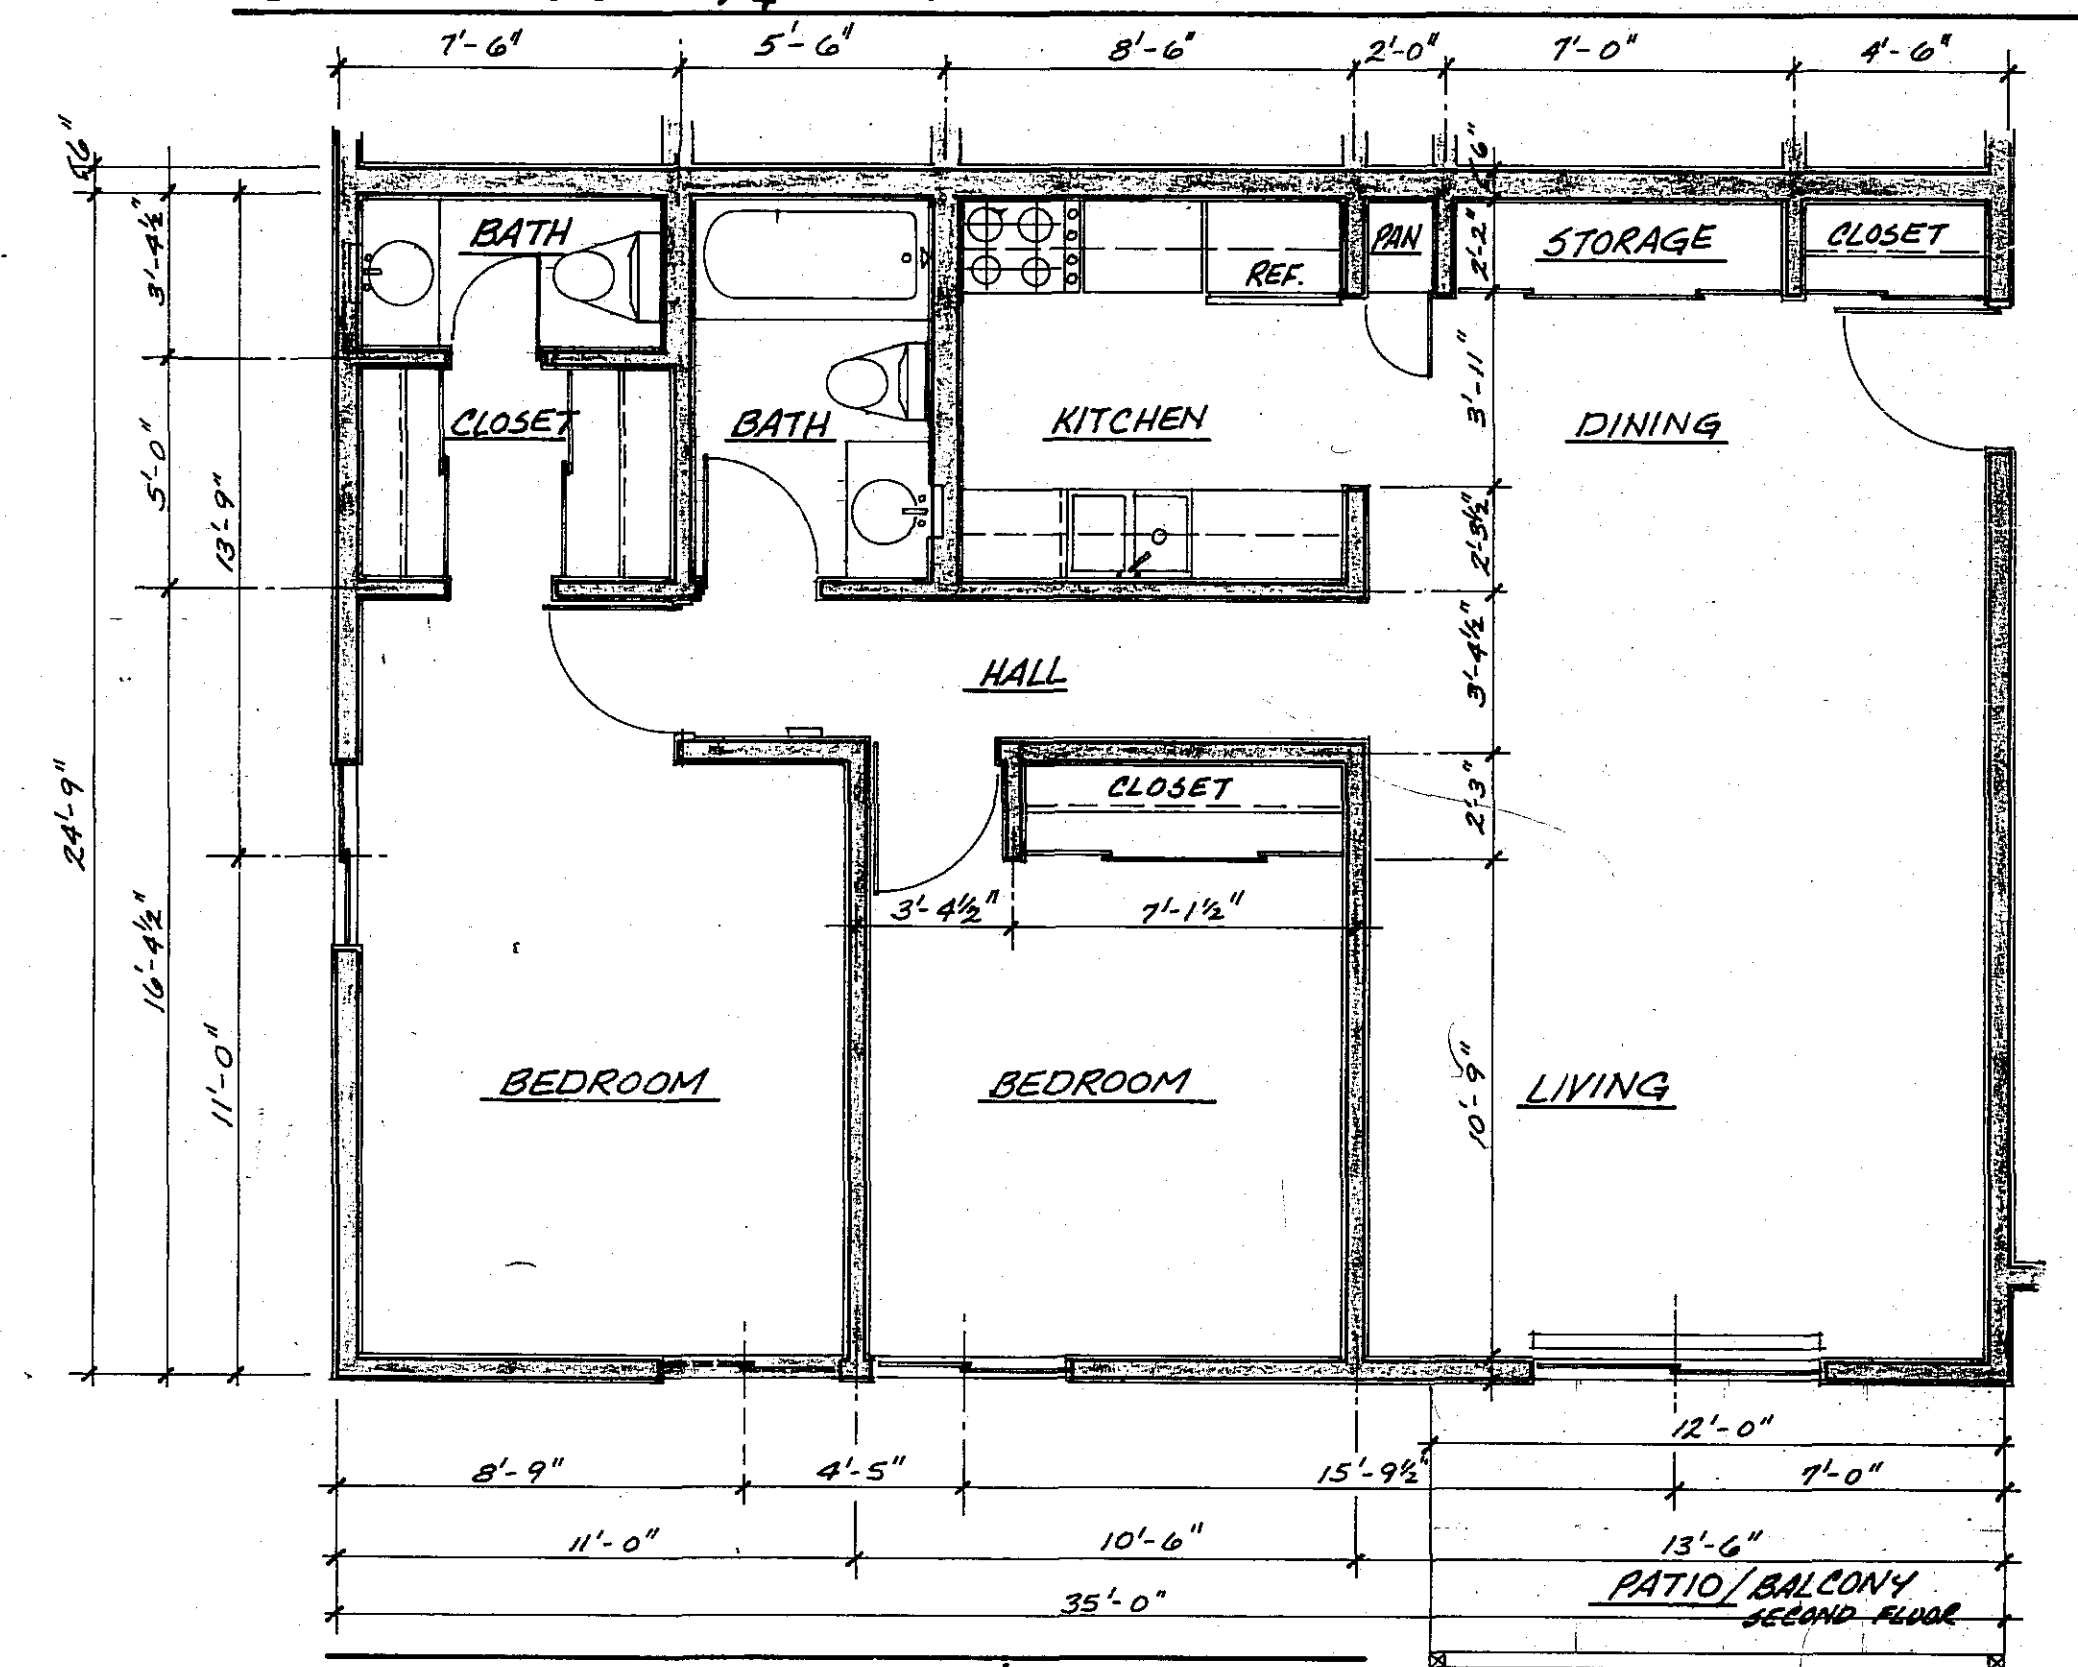 7'-6" 5'-6" 8'-6" 2'-0" 7'-0" 4'-6"
6" 6"
3'-4½" BATH REF. PAN 2'-2" STORAGE CLOSET
5'-0" CLOSET BATH KITCHEN 3'-11" DINING
13'-9" 2'-3½"
HALL 3'-4½"
24'-9" CLOSET 2'-3"
16'-4½" 3'-4½" 7'-1½"
11'-0" BEDROOM BEDROOM 10'-9" LIVING
12'-0"
8'-9" 4'-5" 15'-9½" 7'-0"
11'-0" 10'-6" 13'-6"
35'-0" PATIO/BALCONY
SECOND FLOOR